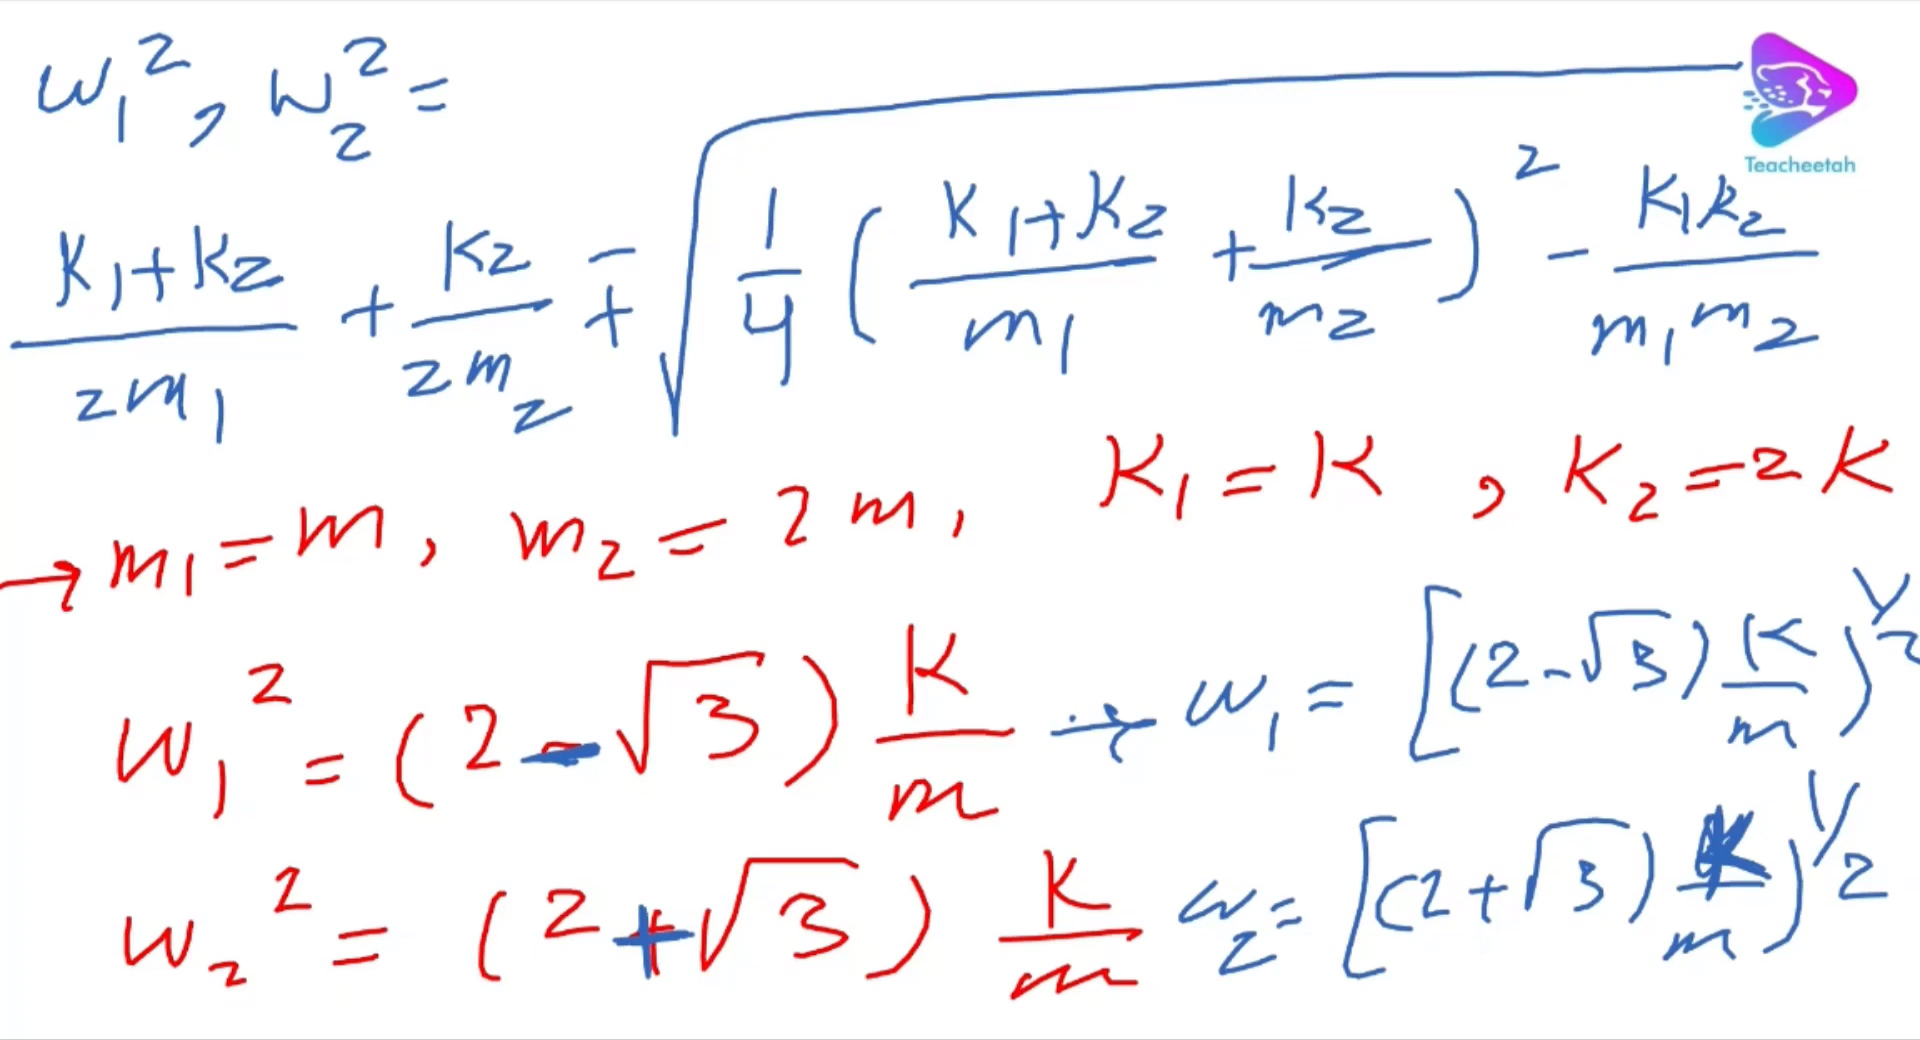 ω₁², ω₂² =
Teacheetah
(K₁+K₂)/(2m₁) + K₂/(2m₂) ∓ √(1/4 ((K₁+K₂)/m₁ + K₂/m₂)² − K₁K₂/(m₁m₂))
→ m₁ = m, m₂ = 2m, K₁ = K, K₂ = 2K
ω₁² = (2−√3) K/m → ω₁ = [(2−√3) K/m)^1/2
ω₂² = (2+√3) K/m ω₂ = [(2+√3) K/m)^1/2